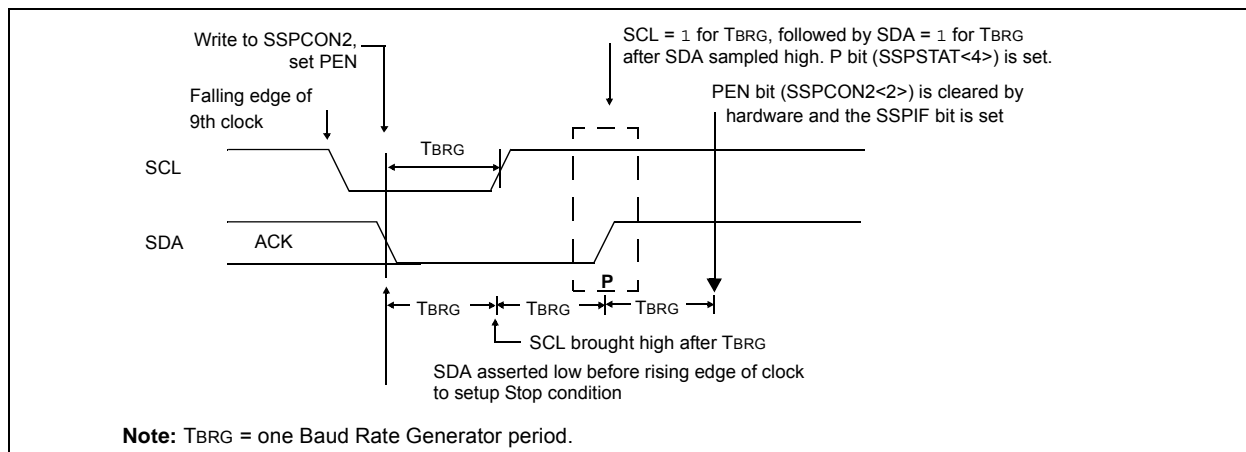 Write to SSPCON2,
set PEN
SCL = 1 for TBRG, followed by SDA = 1 for TBRG
after SDA sampled high. P bit (SSPSTAT<4>) is set.
Falling edge of
9th clock
PEN bit (SSPCON2<2>) is cleared by
hardware and the SSPIF bit is set
TBRG
SCL
SDA
ACK
P
TBRG
TBRG
TBRG
SCL brought high after TBRG
SDA asserted low before rising edge of clock
to setup Stop condition
Note: TBRG = one Baud Rate Generator period.